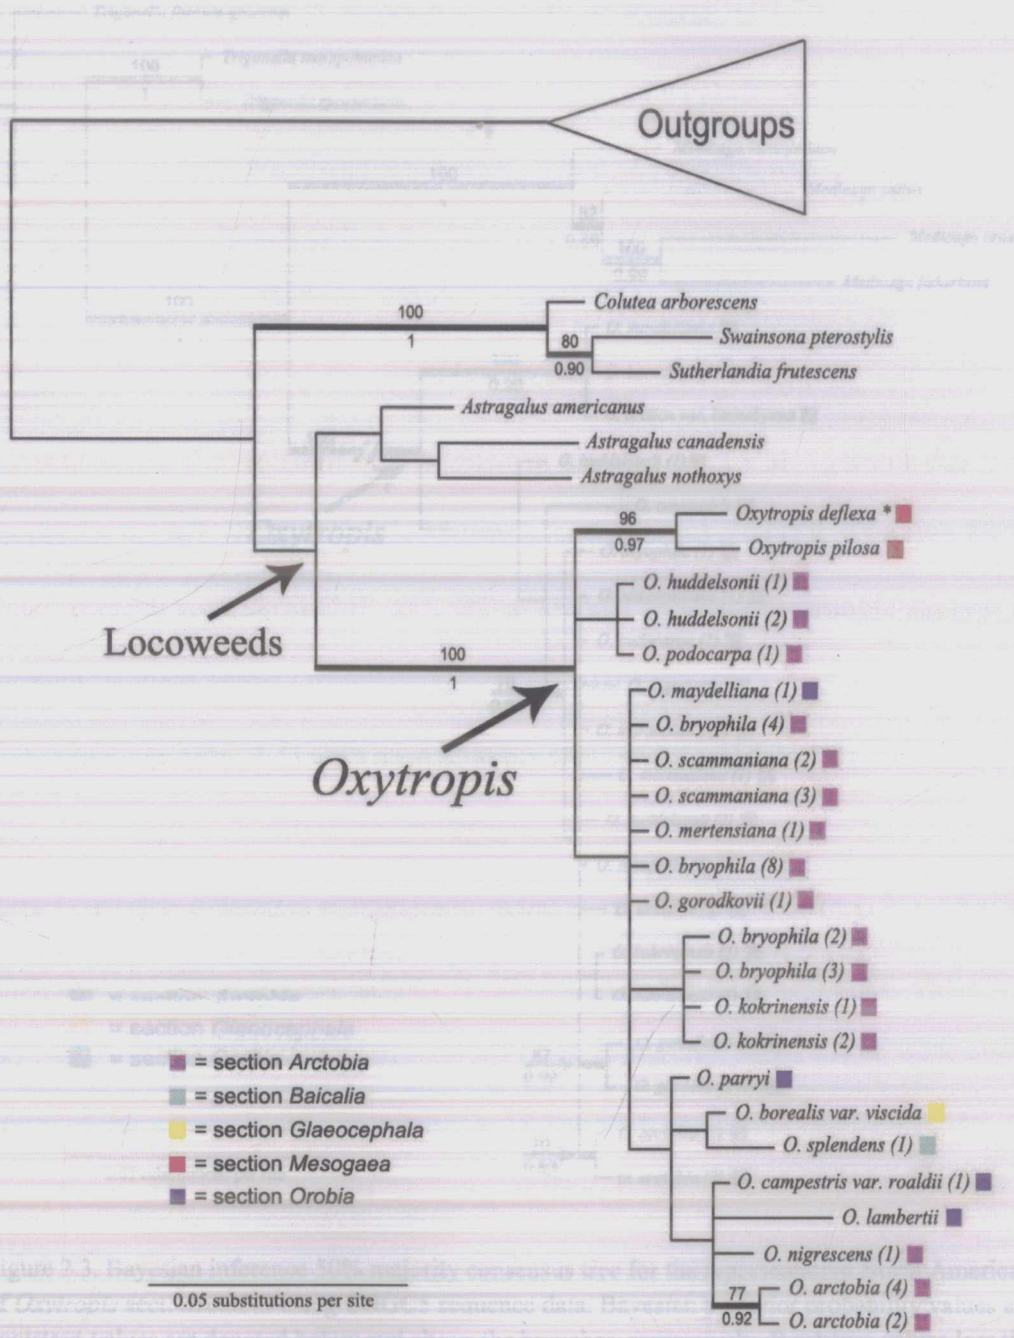 Outgroups
100
1
Colutea arborescens
80
0.90
Swainsona pterostylis
Sutherlandia frutescens
Astragalus americanus
Astragalus canadensis
Astragalus nothoxys
96
0.97
Oxytropis deflexa *
Oxytropis pilosa
O. huddelsonii (1)
O. huddelsonii (2)
O. podocarpa (1)
Locoweeds
100
1
Oxytropis
O. maydelliana (1)
O. bryophila (4)
O. scammaniana (2)
O. scammaniana (3)
O. mertensiana (1)
O. bryophila (8)
O. gorodkovii (1)
O. bryophila (2)
O. bryophila (3)
O. kokrinensis (1)
O. kokrinensis (2)
O. parryi
O. borealis var. viscida
O. splendens (1)
O. campestris var. roaldii (1)
O. lambertii
O. nigrescens (1)
77
0.92
O. arctobia (4)
O. arctobia (2)
= section Arctobia
= section Baicalia
= section Glaeocephala
= section Mesogaea
= section Orobia
0.05 substitutions per site